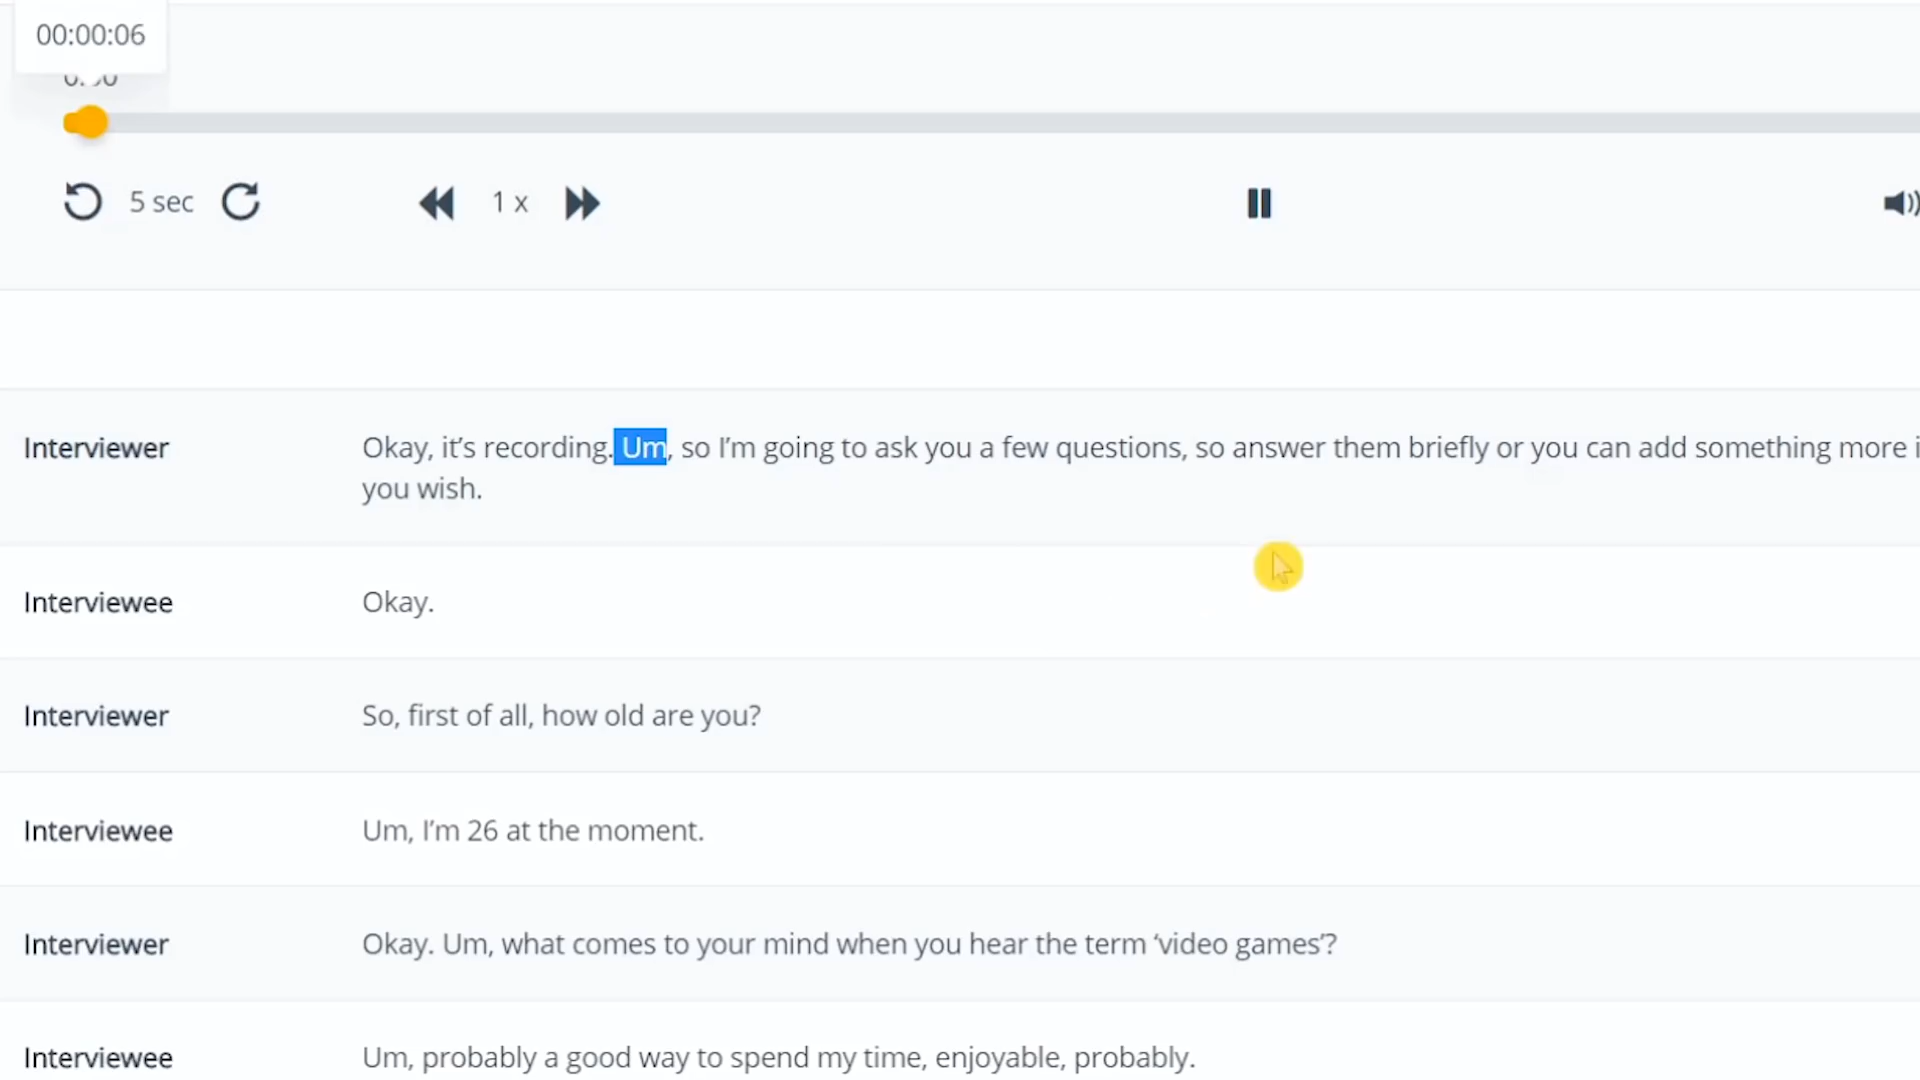 00:00:06
5 sec
1 x
Interviewer
Okay, it's recording. Um, so I'm going to ask you a few questions, so answer them briefly or you can add something more
you wish.
Interviewee
Okay.
Interviewer
So, first of all, how old are you?
Interviewee
Um, I'm 26 at the moment.
Interviewer
Okay. Um, what comes to your mind when you hear the term ‘video games’?
Interviewee
Um, probably a good way to spend my time, enjoyable, probably.